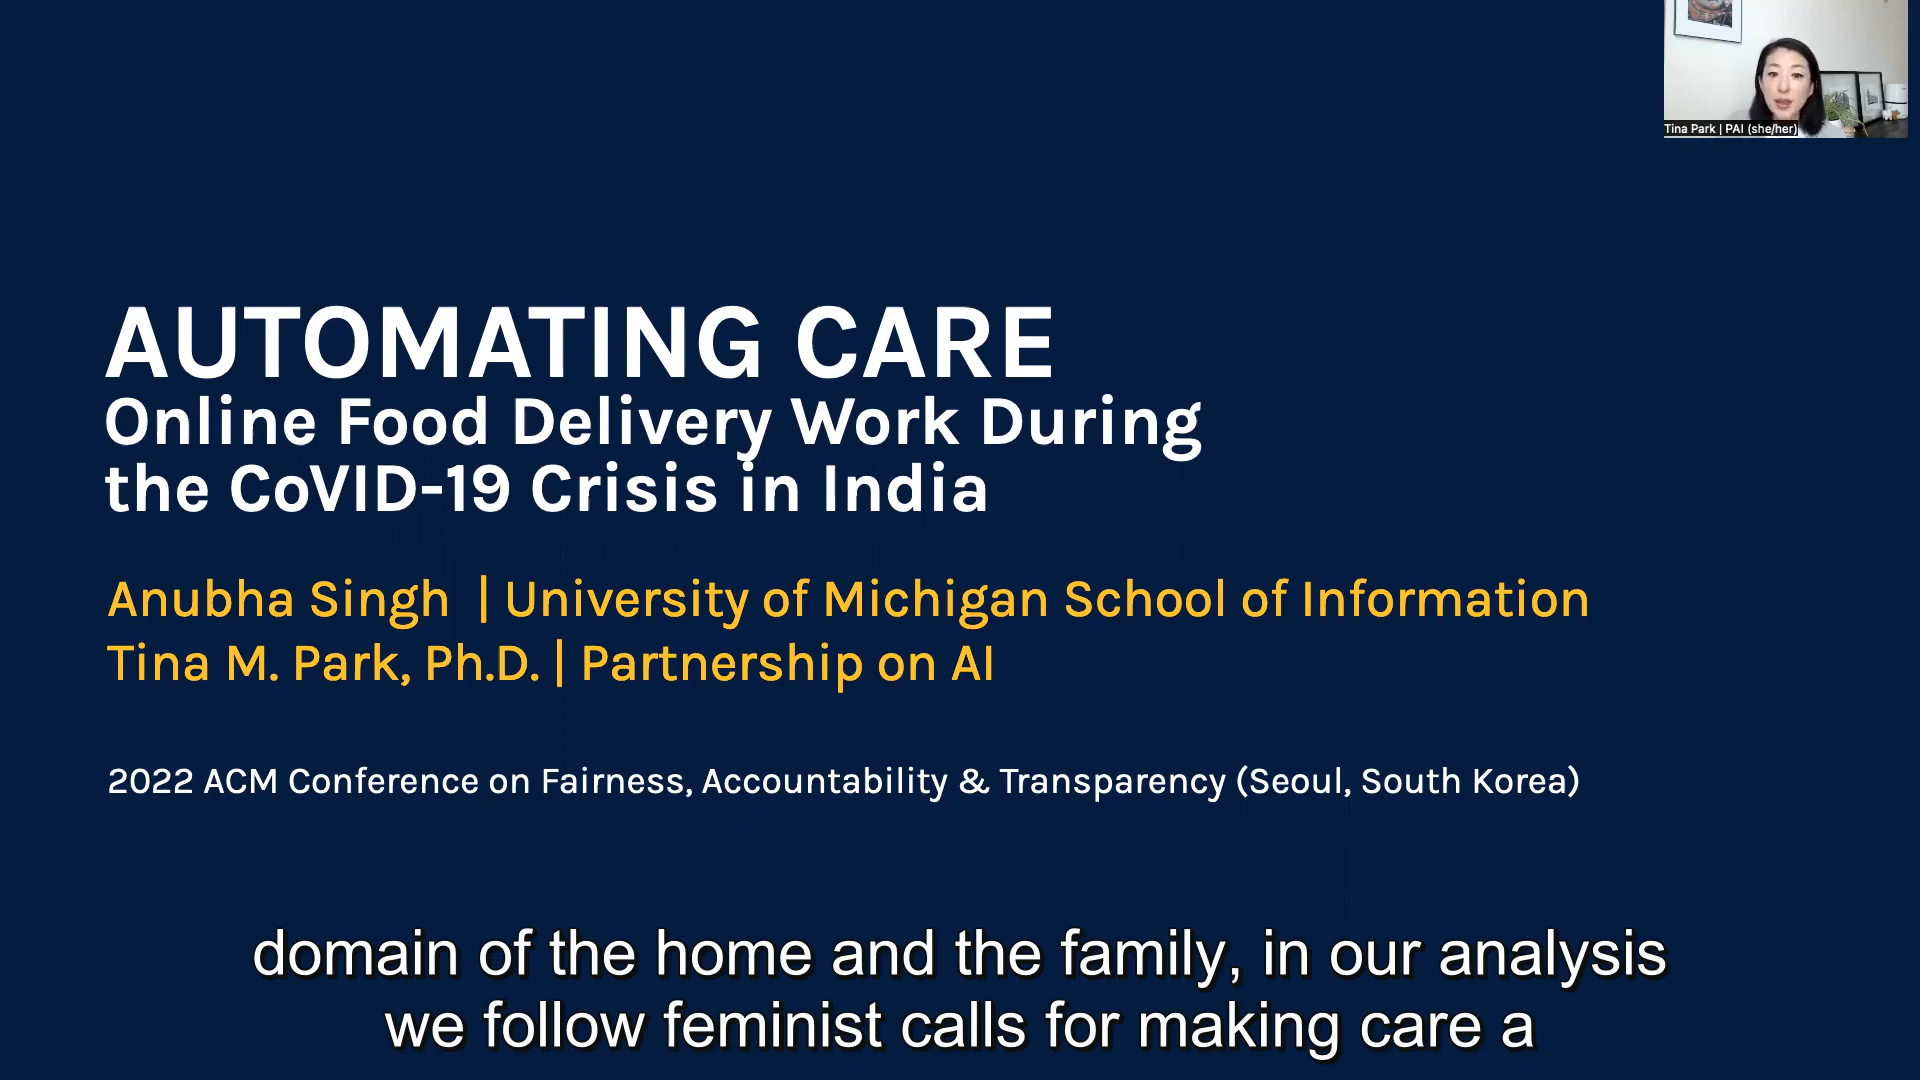 Tina Park | PAI (she/her)
AUTOMATING CARE
Online Food Delivery Work During
the CoVID-19 Crisis in India
Anubha Singh | University of Michigan School of Information
Tina M. Park, Ph.D. | Partnership on AI
2022 ACM Conference on Fairness, Accountability & Transparency (Seoul, South Korea)
domain of the home and the family, in our analysis
we follow feminist calls for making care a